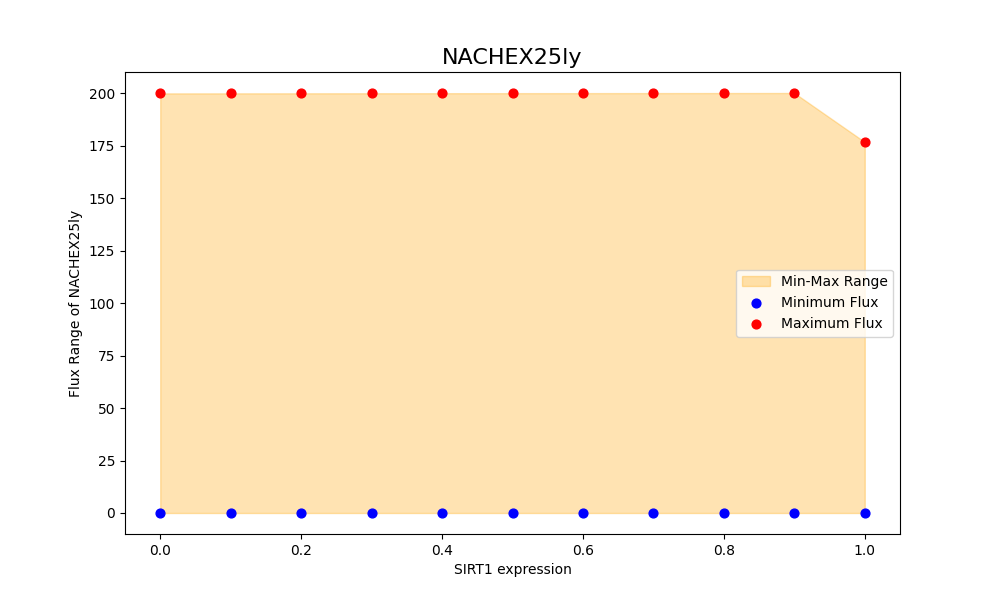 NACHEX25ly
Flux Range of NACHEX25ly
200
175
150
125
100
75
50
25
0
Min-Max Range
Minimum Flux
Maximum Flux
0.0 0.2 0.4 0.6 0.8 1.0
SIRT1 expression